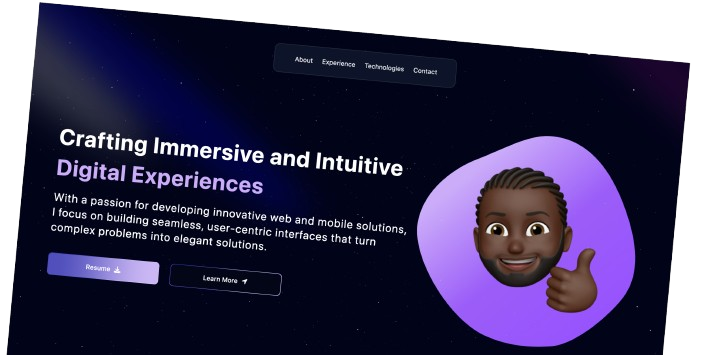 About Experience Technologies Contact
Crafting Immersive and Intuitive
Digital Experiences
With a passion for developing innovative web and mobile solutions,
I focus on building seamless, user-centric interfaces that turn
complex problems into elegant solutions.
Resume Learn More